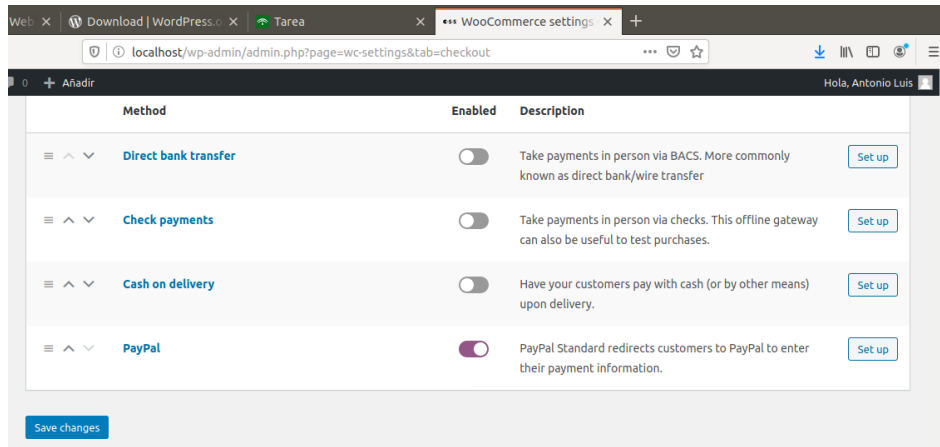 Web
Download | WordPress.o
Tarea
WooCommerce settings
localhost/wp-admin/admin.php?page=wc-settings&tab=checkout
0 Añadir
Hola, Antonio Luis
Method Enabled Description
Direct bank transfer
Take payments in person via BACS. More commonly
known as direct bank/wire transfer
Set up
Check payments
Take payments in person via checks. This offline gateway
can also be useful to test purchases.
Set up
Cash on delivery
Have your customers pay with cash (or by other means)
upon delivery.
Set up
PayPal
PayPal Standard redirects customers to PayPal to enter
their payment information.
Set up
Save changes